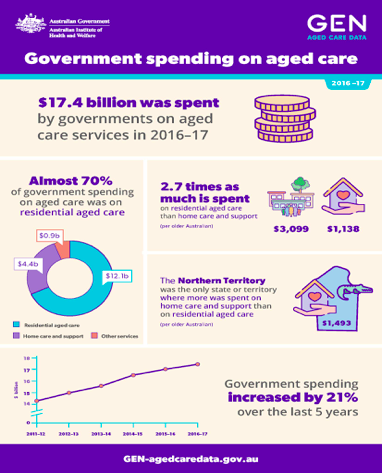 Australian Government
Australian Institute of
Health and Welfare
GEN
AGED CARE DATA
Government spending on aged care
2016–17
$17.4 billion was spent
by governments on aged
care services in 2016–17
Almost 70%
of government spending
on aged care was on
residential aged care
$0.9b
$4.4b
$12.1b
Residential aged care
Home care and support
Other services
2.7 times as
much is spent
on residential aged care
than home care and support
(per older Australian)
$3,099
$1,138
The Northern Territory
was the only state or territory
where more was spent on
home care and support than
on residential aged care
(per older Australian)
$1,493
$ billion
18
17
16
15
14
0
2011–12
2012–13
2013–14
2014–15
2015–16
2016–17
Government spending
increased by 21%
over the last 5 years
GEN-agedcaredata.gov.au